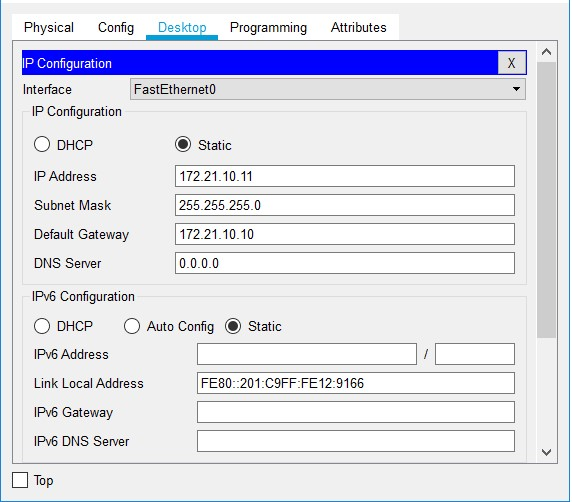 Physical Config Desktop Programming Attributes
IP Configuration X
Interface FastEthernet0
IP Configuration
DHCP Static
IP Address 172.21.10.11
Subnet Mask 255.255.255.0
Default Gateway 172.21.10.10
DNS Server 0.0.0.0
IPv6 Configuration
DHCP Auto Config Static
IPv6 Address /
Link Local Address FE80::201:C9FF:FE12:9166
IPv6 Gateway
IPv6 DNS Server
Top